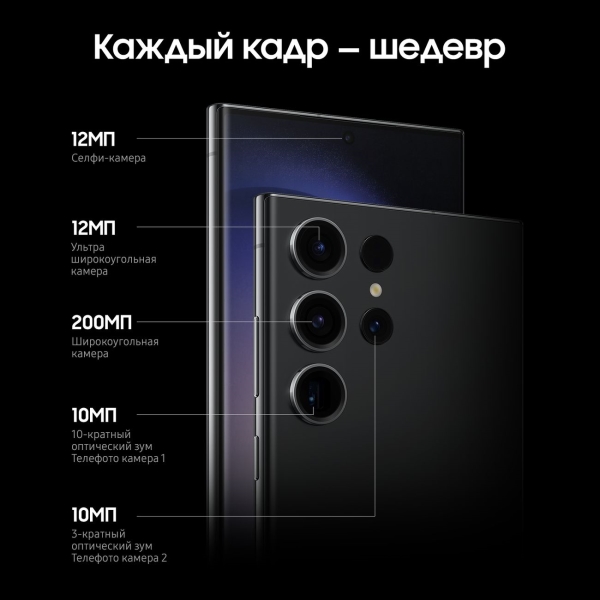 Каждый кадр – шедевр
12МП
Селфи-камера
12МП
Ультра
широкоугольная
камера
200МП
Широкоугольная
камера
10МП
10-кратный
оптический зум
Телефото камера 1
10МП
3-кратный
оптический зум
Телефото камера 2